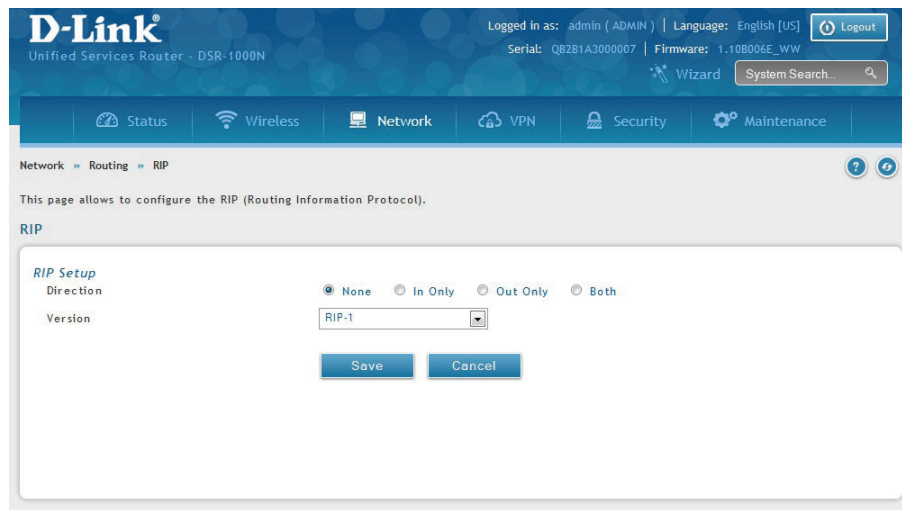 D-Link®
Unified Services Router - DSR-1000N
Logged in as: admin ( ADMIN ) | Language: English [US]
Logout
Serial: QB2B1A3000007 | Firmware: 1.10B006E_WW
Wizard
System Search...
Status
Wireless
Network
VPN
Security
Maintenance
Network » Routing » RIP
?
This page allows to configure the RIP (Routing Information Protocol).
RIP
RIP Setup
Direction
None
In Only
Out Only
Both
Version
RIP-1
Save
Cancel